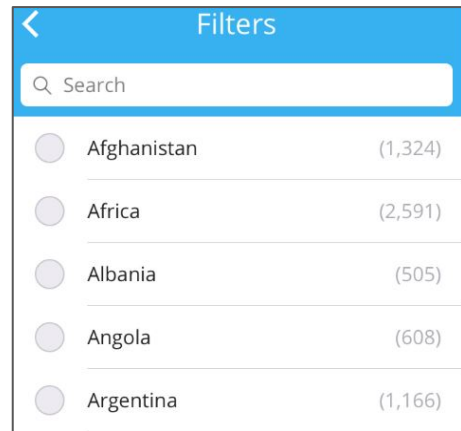 Filters
Search
Afghanistan (1,324)
Africa (2,591)
Albania (505)
Angola (608)
Argentina (1,166)